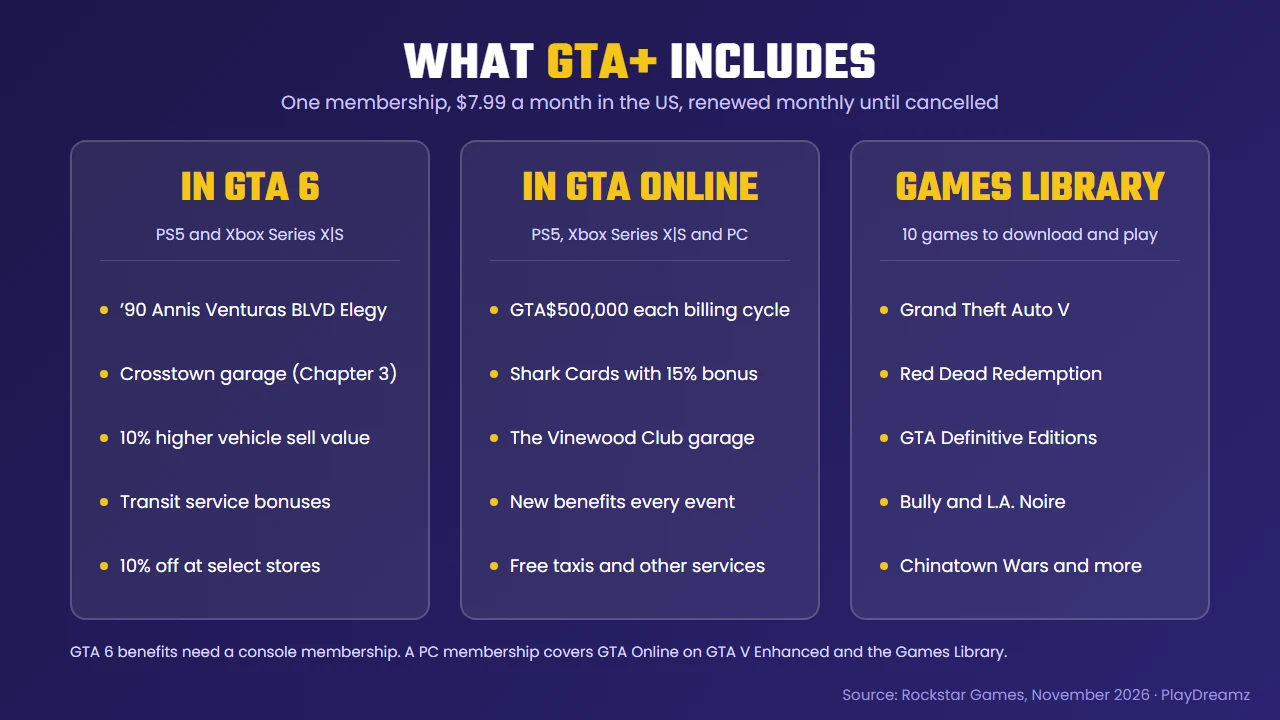 WHAT GTA+ INCLUDES
One membership, $7.99 a month in the US, renewed monthly until cancelled
IN GTA 6
PS5 and Xbox Series X|S
’90 Annis Venturas BLVD Elegy
Crosstown garage (Chapter 3)
10% higher vehicle sell value
Transit service bonuses
10% off at select stores
IN GTA ONLINE
PS5, Xbox Series X|S and PC
GTA$500,000 each billing cycle
Shark Cards with 15% bonus
The Vinewood Club garage
New benefits every event
Free taxis and other services
GAMES LIBRARY
10 games to download and play
Grand Theft Auto V
Red Dead Redemption
GTA Definitive Editions
Bully and L.A. Noire
Chinatown Wars and more
GTA 6 benefits need a console membership. A PC membership covers GTA Online on GTA V Enhanced and the Games Library.
Source: Rockstar Games, November 2026 · PlayDreamz